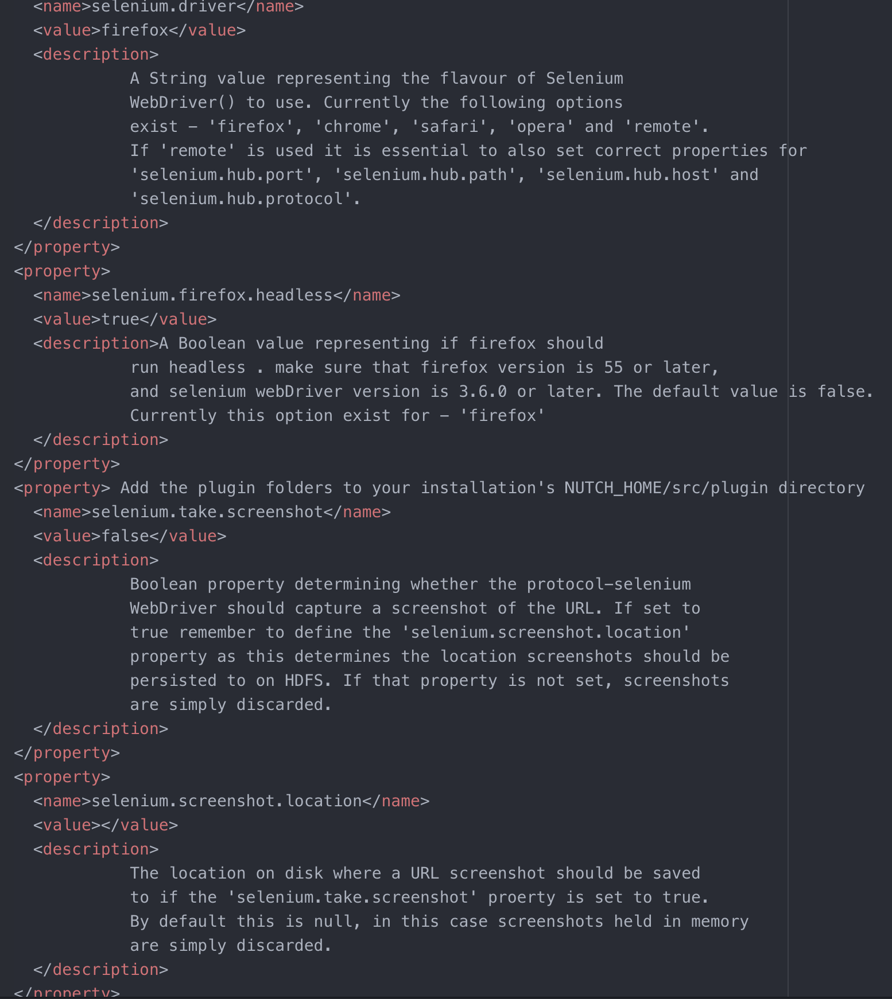 <name>selenium.driver</name>
<value>firefox</value>
<description>
A String value representing the flavour of Selenium
WebDriver() to use. Currently the following options
exist – 'firefox', 'chrome', 'safari', 'opera' and 'remote'.
If 'remote' is used it is essential to also set correct properties for
'selenium.hub.port', 'selenium.hub.path', 'selenium.hub.host' and
'selenium.hub.protocol'.
</description>
</property>
<property>
<name>selenium.firefox.headless</name>
<value>true</value>
<description>A Boolean value representing if firefox should
run headless . make sure that firefox version is 55 or later,
and selenium webDriver version is 3.6.0 or later. The default value is false.
Currently this option exist for – 'firefox'
</description>
</property>
<property> Add the plugin folders to your installation's NUTCH_HOME/src/plugin directory
<name>selenium.take.screenshot</name>
<value>false</value>
<description>
Boolean property determining whether the protocol–selenium
WebDriver should capture a screenshot of the URL. If set to
true remember to define the 'selenium.screenshot.location'
property as this determines the location screenshots should be
persisted to on HDFS. If that property is not set, screenshots
are simply discarded.
</description>
</property>
<property>
<name>selenium.screenshot.location</name>
<value></value>
<description>
The location on disk where a URL screenshot should be saved
to if the 'selenium.take.screenshot' proerty is set to true.
By default this is null, in this case screenshots held in memory
are simply discarded.
</description>
</property>